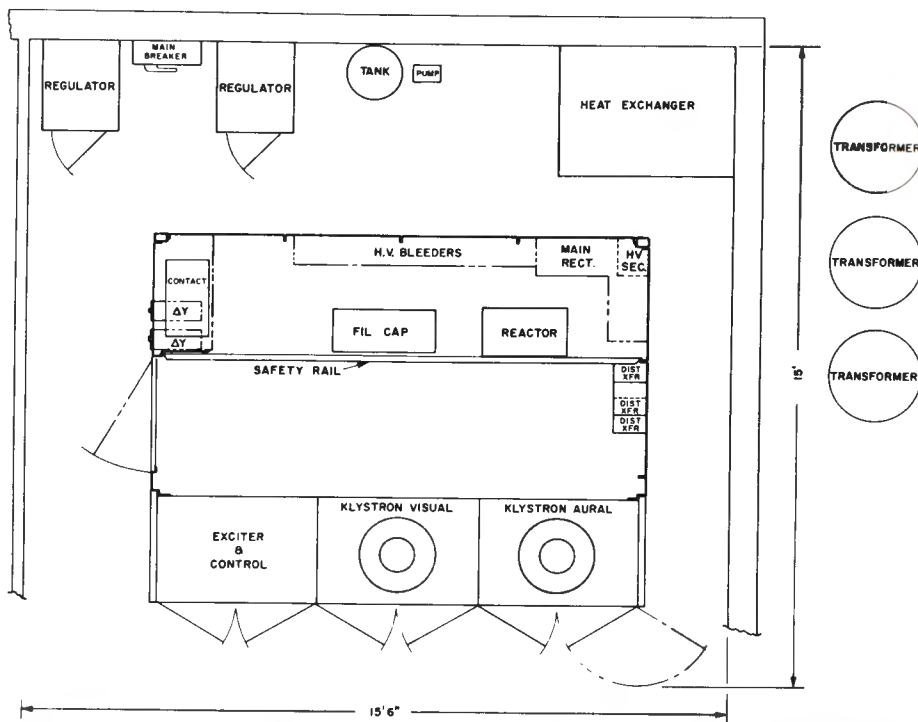 MAIN
BREAKER
REGULATOR
REGULATOR
TANK
PUMP
HEAT EXCHANGER
TRANSFORMER
TRANSFORMER
TRANSFORMER
H.V. BLEEDERS
MAIN
RECT.
HV
SEC.
CONTACT
ΔY
ΔY
FIL CAP
REACTOR
SAFETY RAIL
DIST
XFR
DIST
XFR
DIST
XFR
15'
EXCITER
&
CONTROL
KLYSTRON VISUAL
KLYSTRON AURAL
15'6"